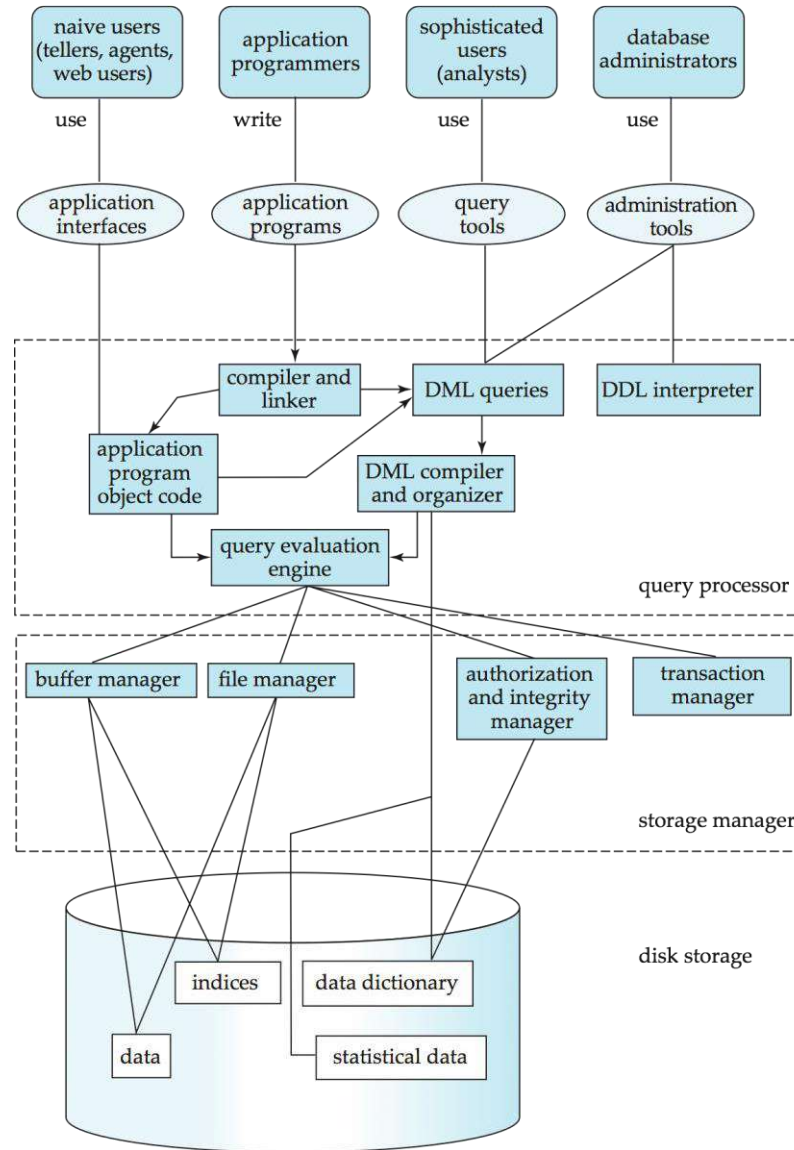 naive users
(tellers, agents,
web users)
application
programmers
sophisticated
users
(analysts)
database
administrators
use
write
use
use
application
interfaces
application
programs
query
tools
administration
tools
compiler and
linker
DML queries
DDL interpreter
application
program
object code
DML compiler
and organizer
query evaluation
engine
query processor
buffer manager
file manager
authorization
and integrity
manager
transaction
manager
storage manager
disk storage
indices
data dictionary
data
statistical data